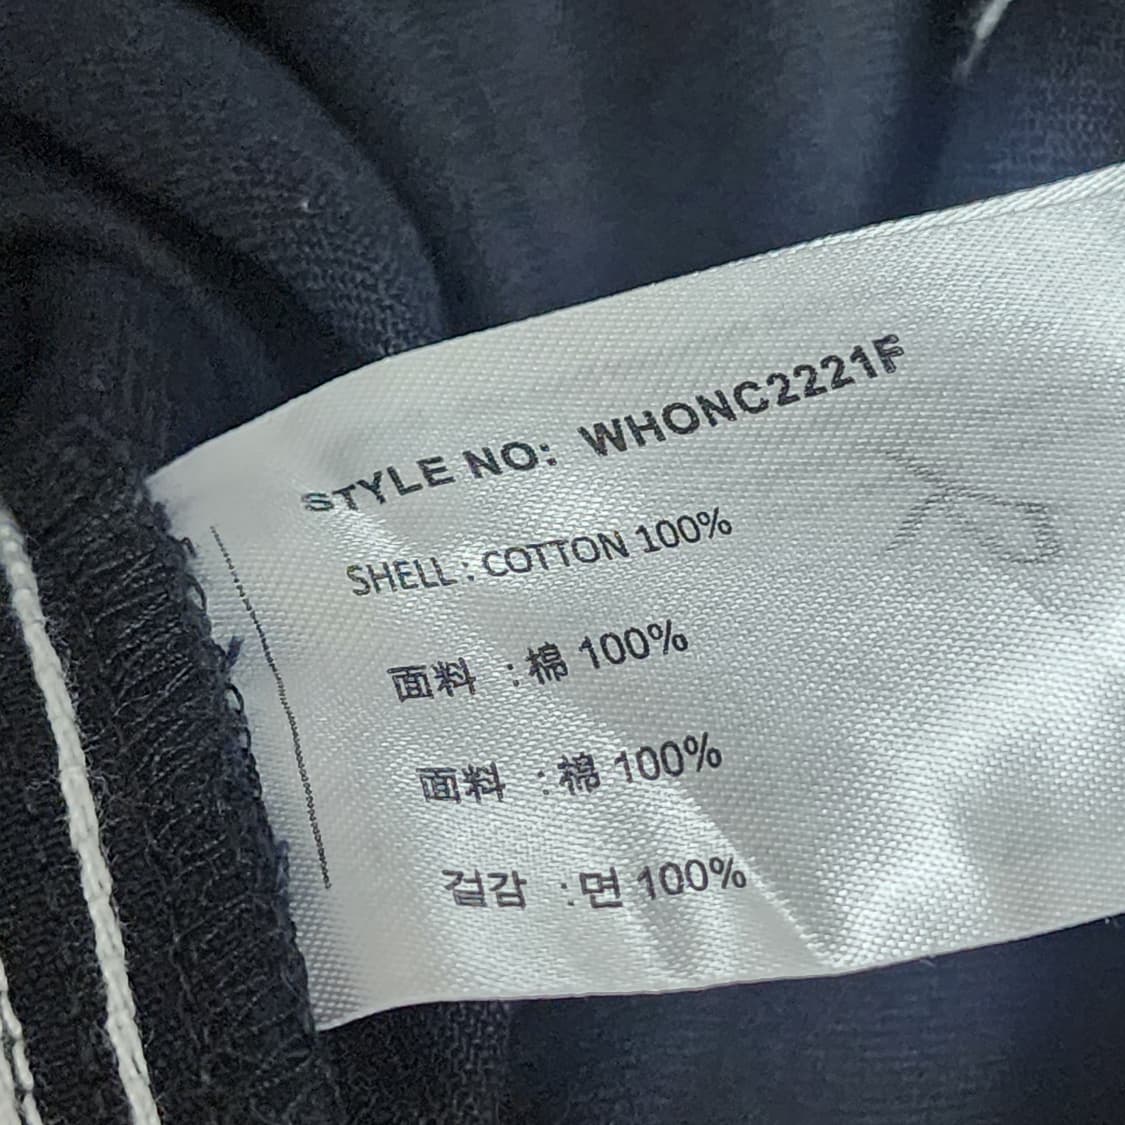 STYLE NO: WHONC2221F
SHELL : COTTON 100%
面料 : 棉 100%
面料 : 棉 100%
겉감 : 면 100%